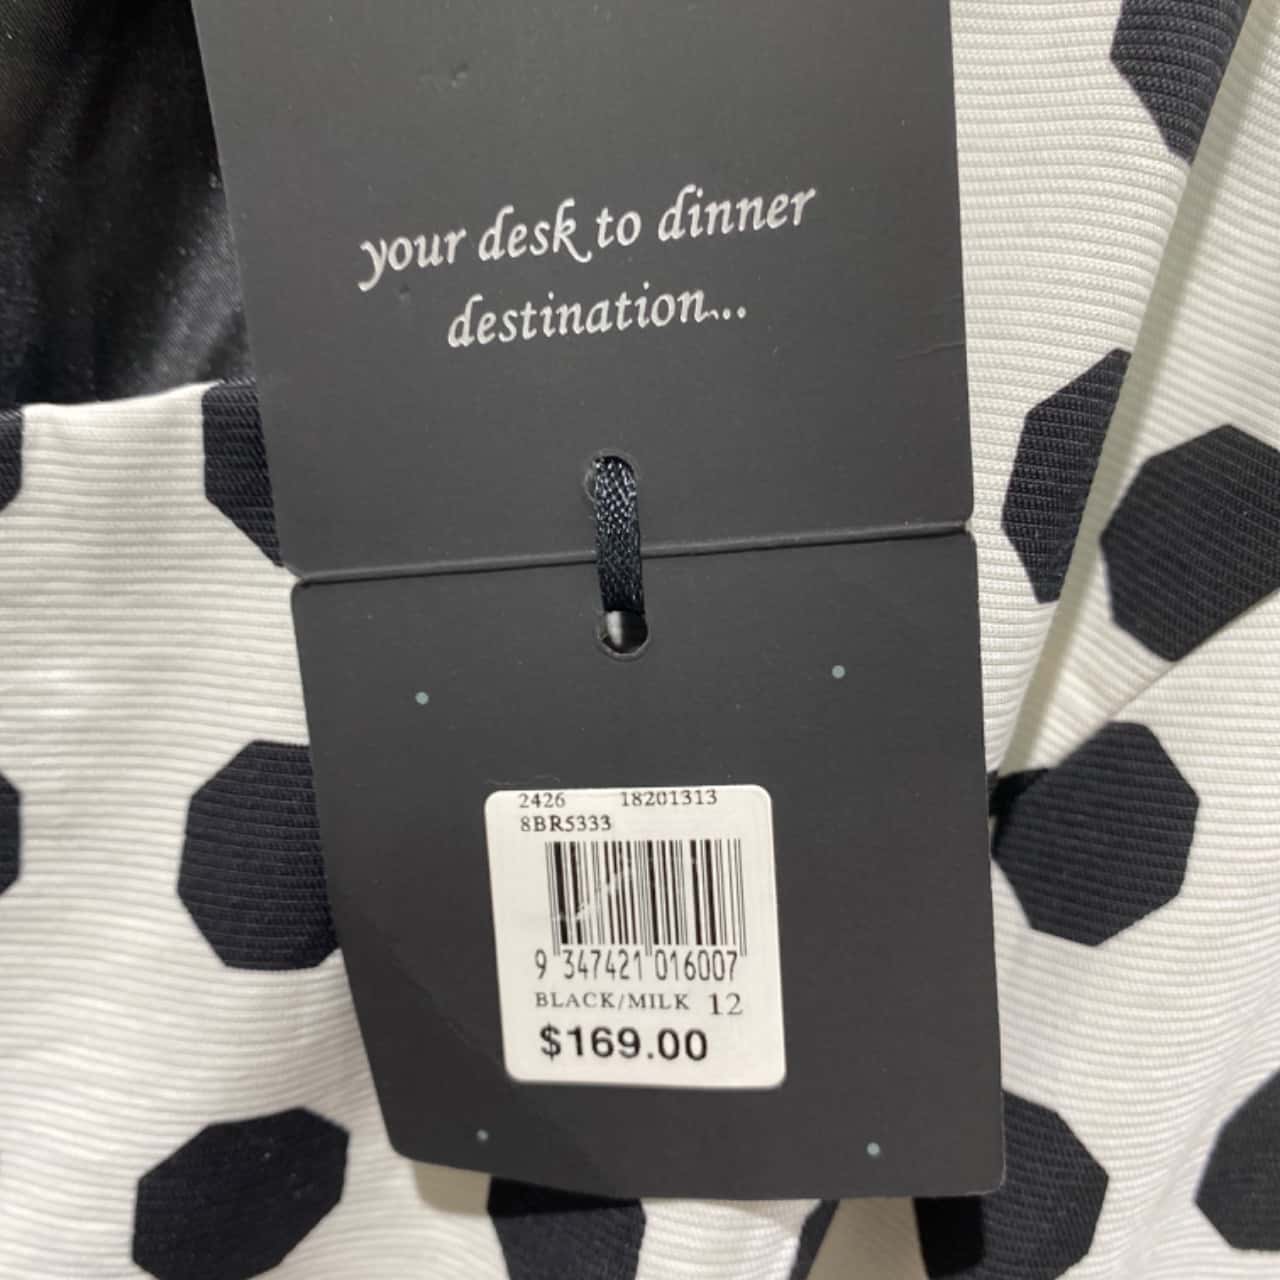 your desk to dinner
destination...
2426 18201313
8BR5333
9 347421 016007
BLACK/MILK 12
$169.00